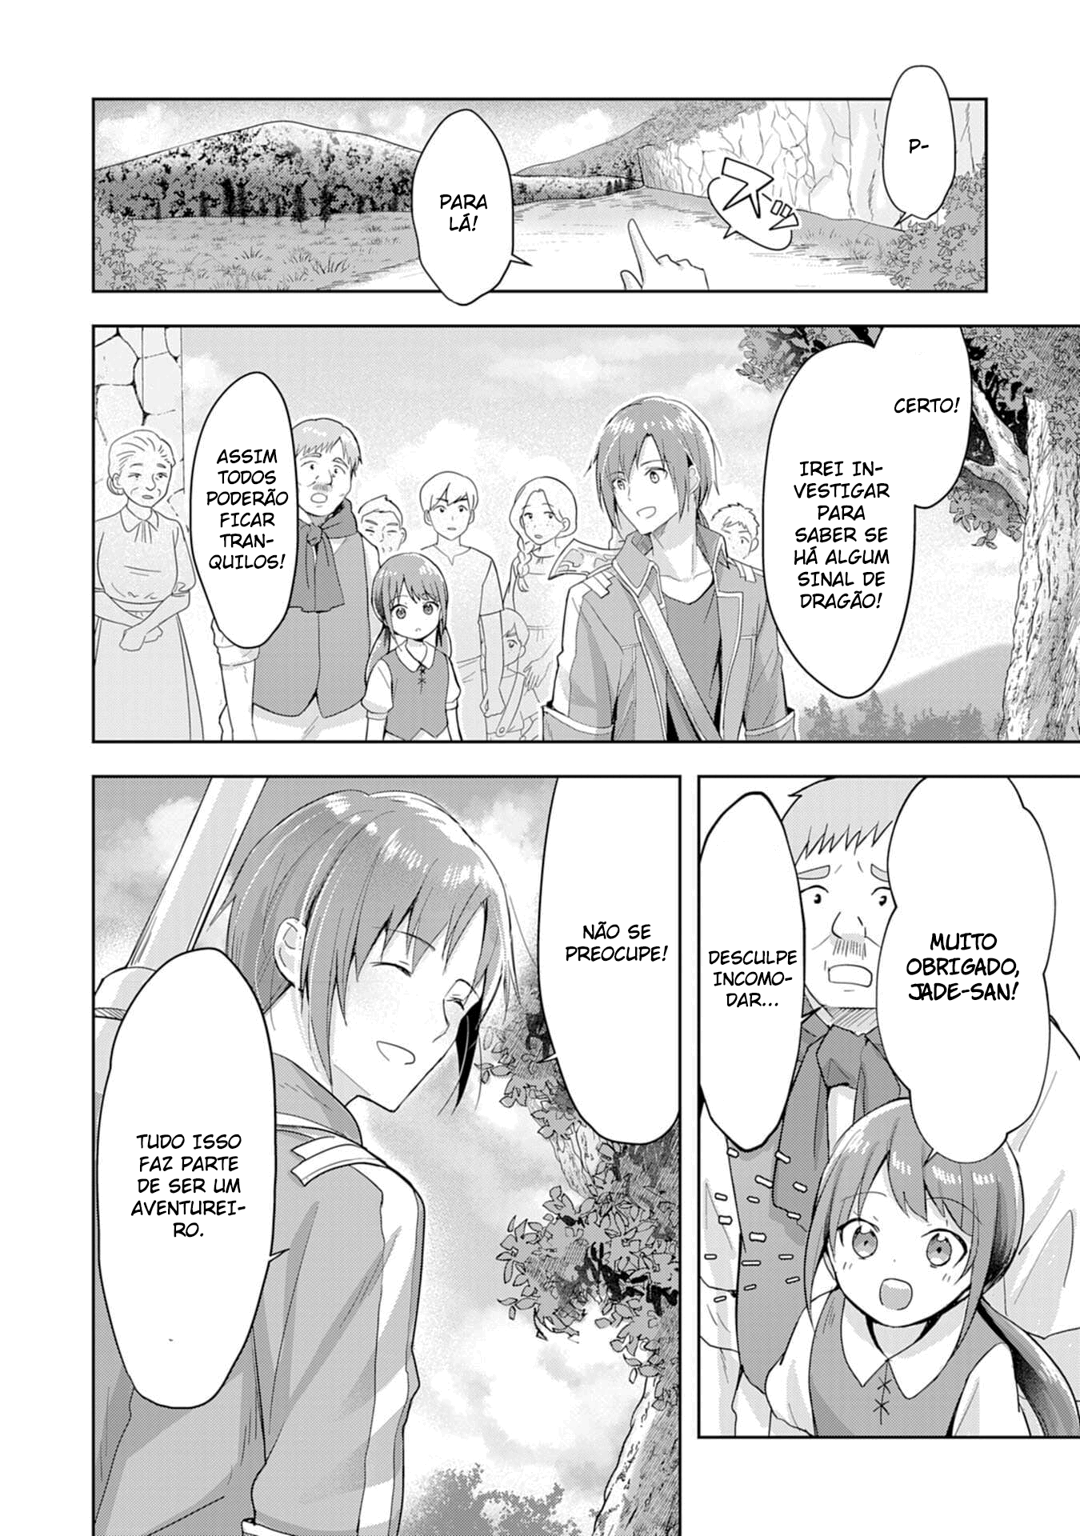 P-
ズ
PARA
LÁ!
CERTO!
IREI IN-
VESTIGAR
PARA
SABER SE
HÁ ALGUM
SINAL DE
DRAGÃO!
ASSIM
TODOS
PODERÃO
FICAR
TRAN-
QUILOS!
MUITO
OBRIGADO,
JADE-SAN!
DESCULPE
INCOMO-
DAR...
NÃO SE
PREOCUPE!
TUDO ISSO
FAZ PARTE
DE SER UM
AVENTUREI-
RO.